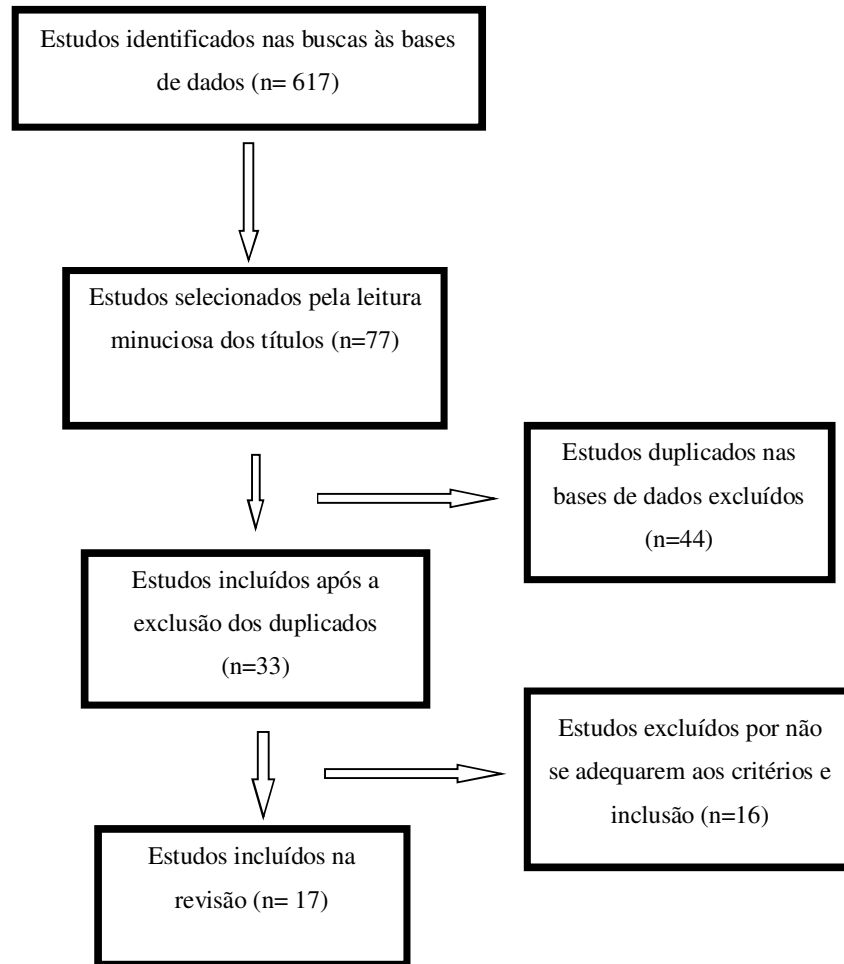 Estudos identificados nas buscas às bases
de dados (n= 617)
Estudos selecionados pela leitura
minuciosa dos títulos (n=77)
Estudos duplicados nas
bases de dados excluídos
(n=44)
Estudos incluídos após a
exclusão dos duplicados
(n=33)
Estudos excluídos por não
se adequarem aos critérios e
inclusão (n=16)
Estudos incluídos na
revisão (n= 17)